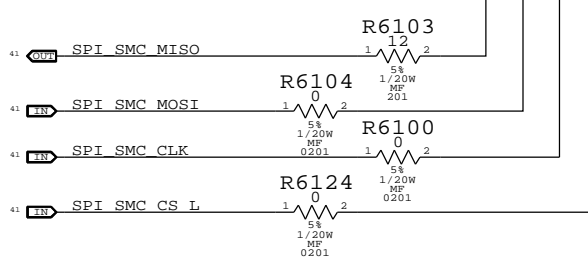 R6103
12
41 OUT SPI_SMC_MISO 1 2
5%
1/20W
MF
201
R6104
0
41 IN SPI_SMC_MOSI 1 2
5%
1/20W
MF
0201
R6100
0
41 IN SPI_SMC_CLK 1 2
5%
1/20W
MF
0201
R6124
0
41 IN SPI_SMC_CS_L 1 2
5%
1/20W
MF
0201